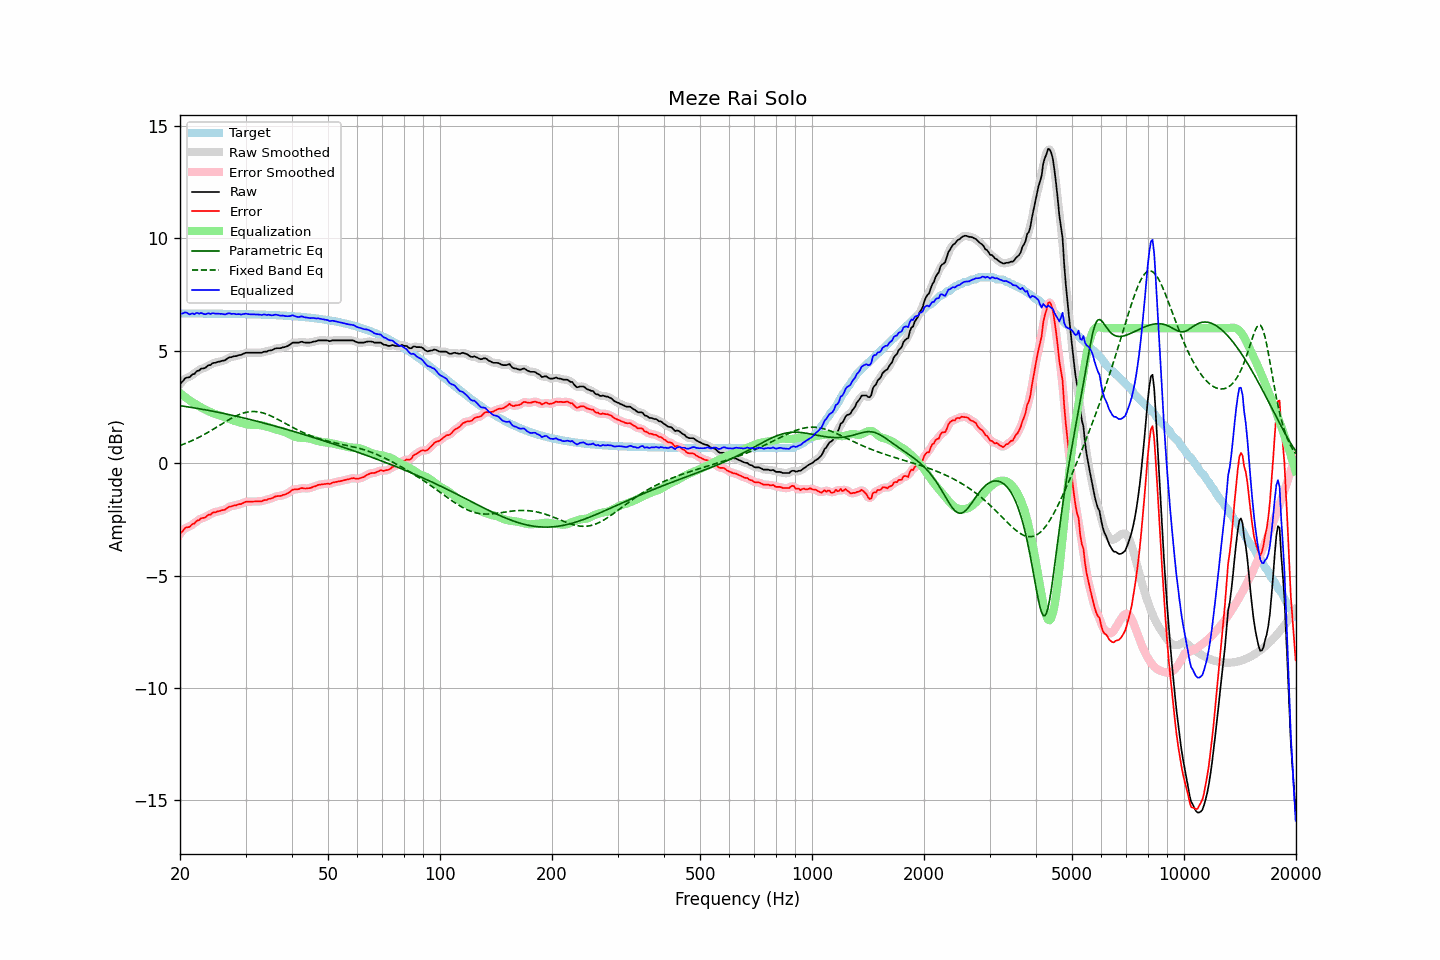 Meze Rai Solo
Target
Raw Smoothed
Error Smoothed
Raw
Error
Equalization
Parametric Eq
Fixed Band Eq
Equalized
Amplitude (dBr)
15
10
5
0
−5
−10
−15
20 50 100 200 500 1000 2000 5000 10000 20000
Frequency (Hz)